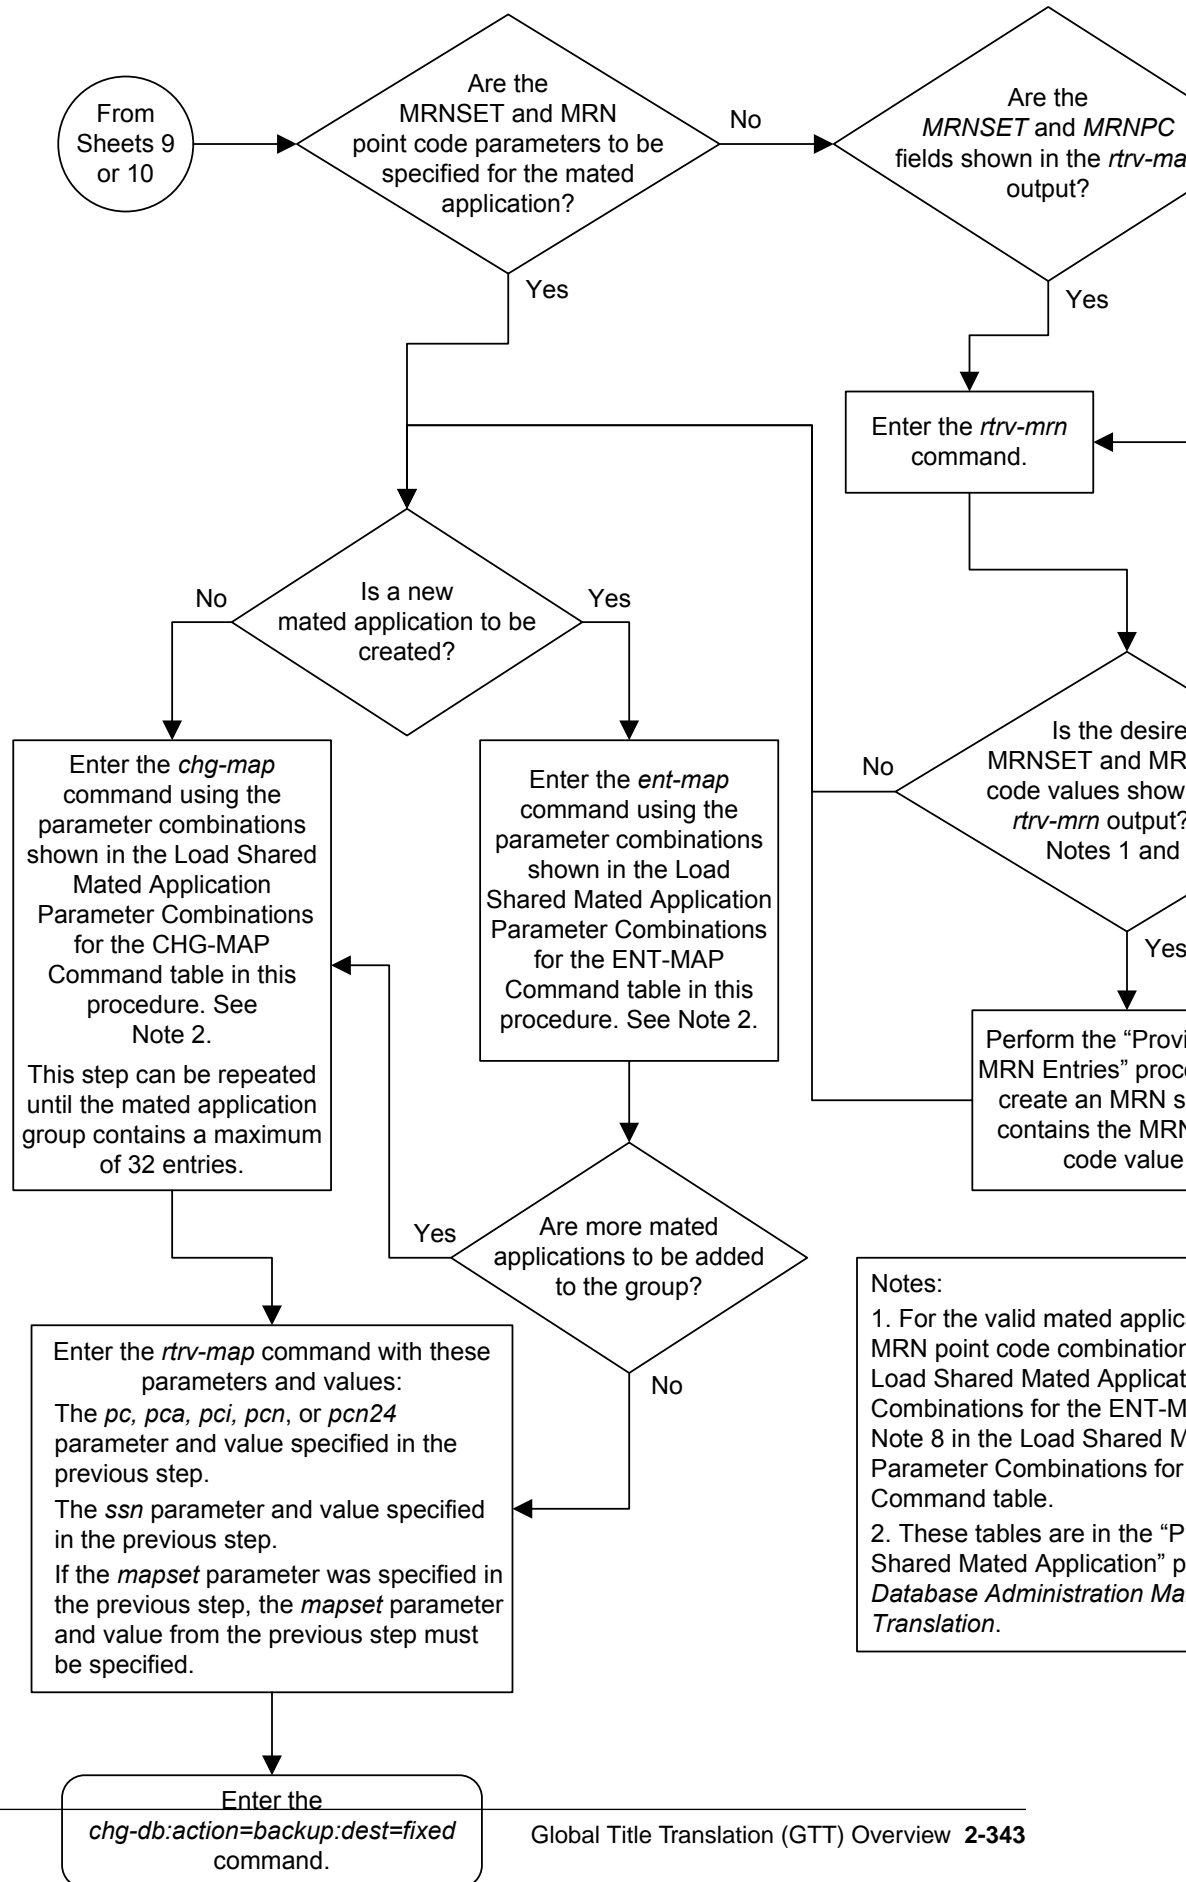 From
Sheets 9
or 10
Are the
MRNSET and MRN
point code parameters to be
specified for the mated
application?
No
Yes
Are the
MRNSET and MRNPC
fields shown in the
output?
Yes
Enter the rtrv-mrn
command.
Is a new
mated application to be
created?
No
Yes
Is the
MRNSET and
code values
rtrv-mrn output?
Notes 1 and
No
Yes
Enter the chg-map
command using the
parameter combinations
shown in the Load Shared
Mated Application
Parameter Combinations
for the CHG-MAP
Command table in this
procedure. See
Note 2.
This step can be repeated
until the mated application
group contains a maximum
of 32 entries.
Enter the ent-map
command using the
parameter combinations
shown in the Load
Shared Mated Application
Parameter Combinations
for the ENT-MAP
Command table in this
procedure. See Note 2.
Perform the
MRN Entries”
create an MRN
contains the
code value
Are more mated
applications to be added
to the group?
Yes
No
Enter the rtrv-map command with these
parameters and values:
The pc, pca, pci, pcn, or pcn24
parameter and value specified in the
previous step.
The ssn parameter and value specified
in the previous step.
If the mapset parameter was specified in
the previous step, the mapset parameter
and value from the previous step must
be specified.
Notes:
1. For the valid mated
MRN point code
Load Shared Mated
Combinations for the
Note 8 in the Load Shared
Parameter Combinations for
Command table.
2. These tables are in the
Shared Mated Application”
Database Administration
Translation.
Enter the
chg-db:action=backup:dest=fixed
command.
Global Title Translation (GTT) Overview 2-343